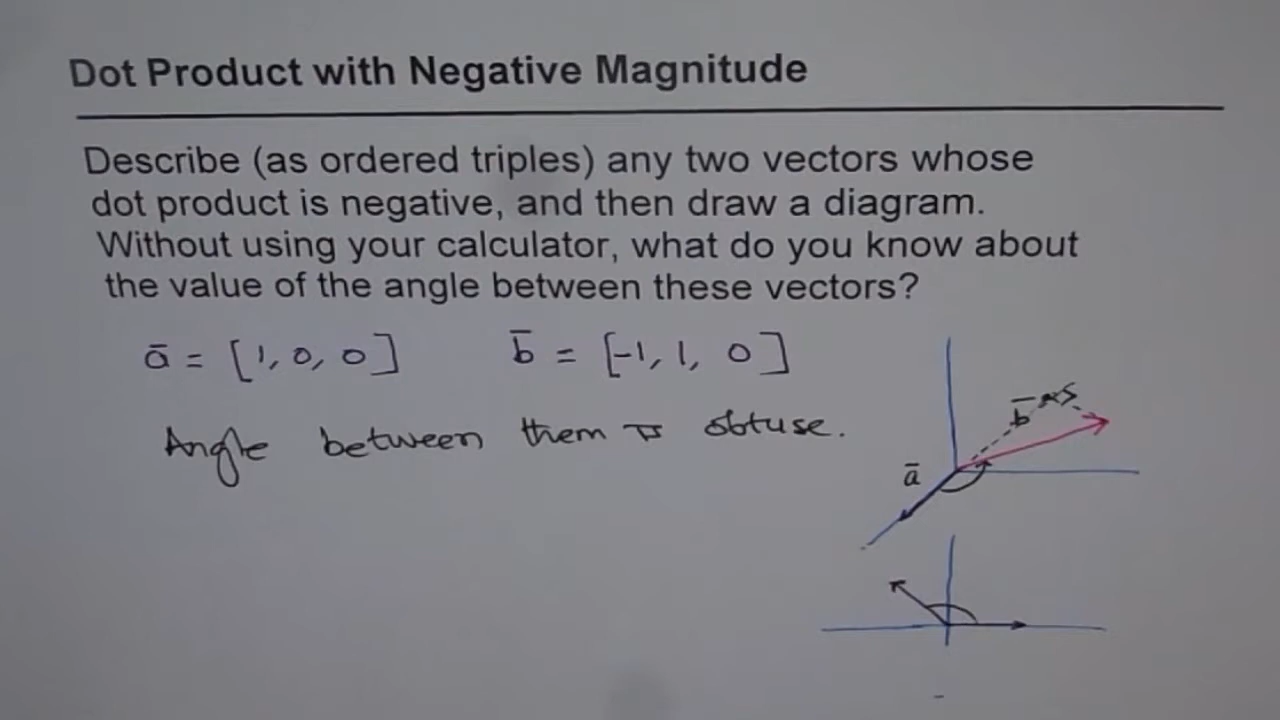 Dot Product with Negative Magnitude
Describe (as ordered triples) any two vectors whose
dot product is negative, and then draw a diagram.
Without using your calculator, what do you know about
the value of the angle between these vectors?
a̅ = [1, 0, 0] b̅ = [-1, 1, 0]
Angle between them is obtuse.
b̅
a̅